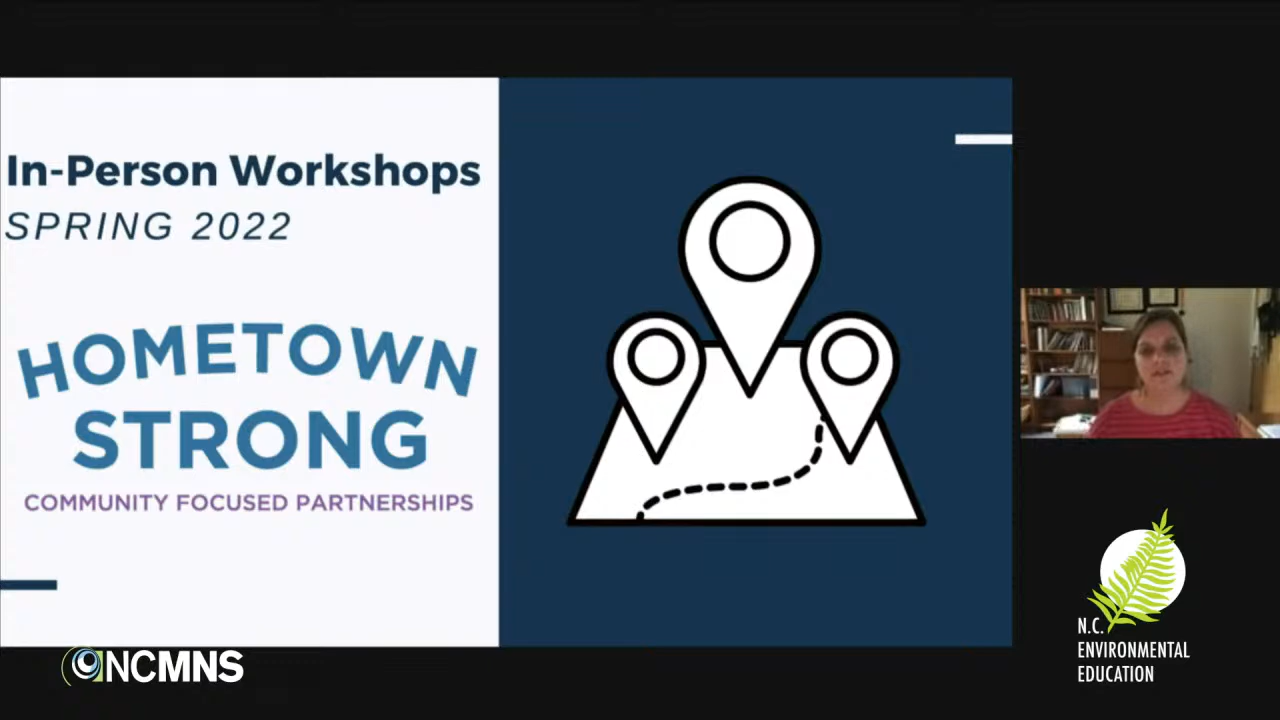 In-Person Workshops
SPRING 2022
HOMETOWN
STRONG
COMMUNITY FOCUSED PARTNERSHIPS
NCMNS
N.C.
ENVIRONMENTAL
EDUCATION